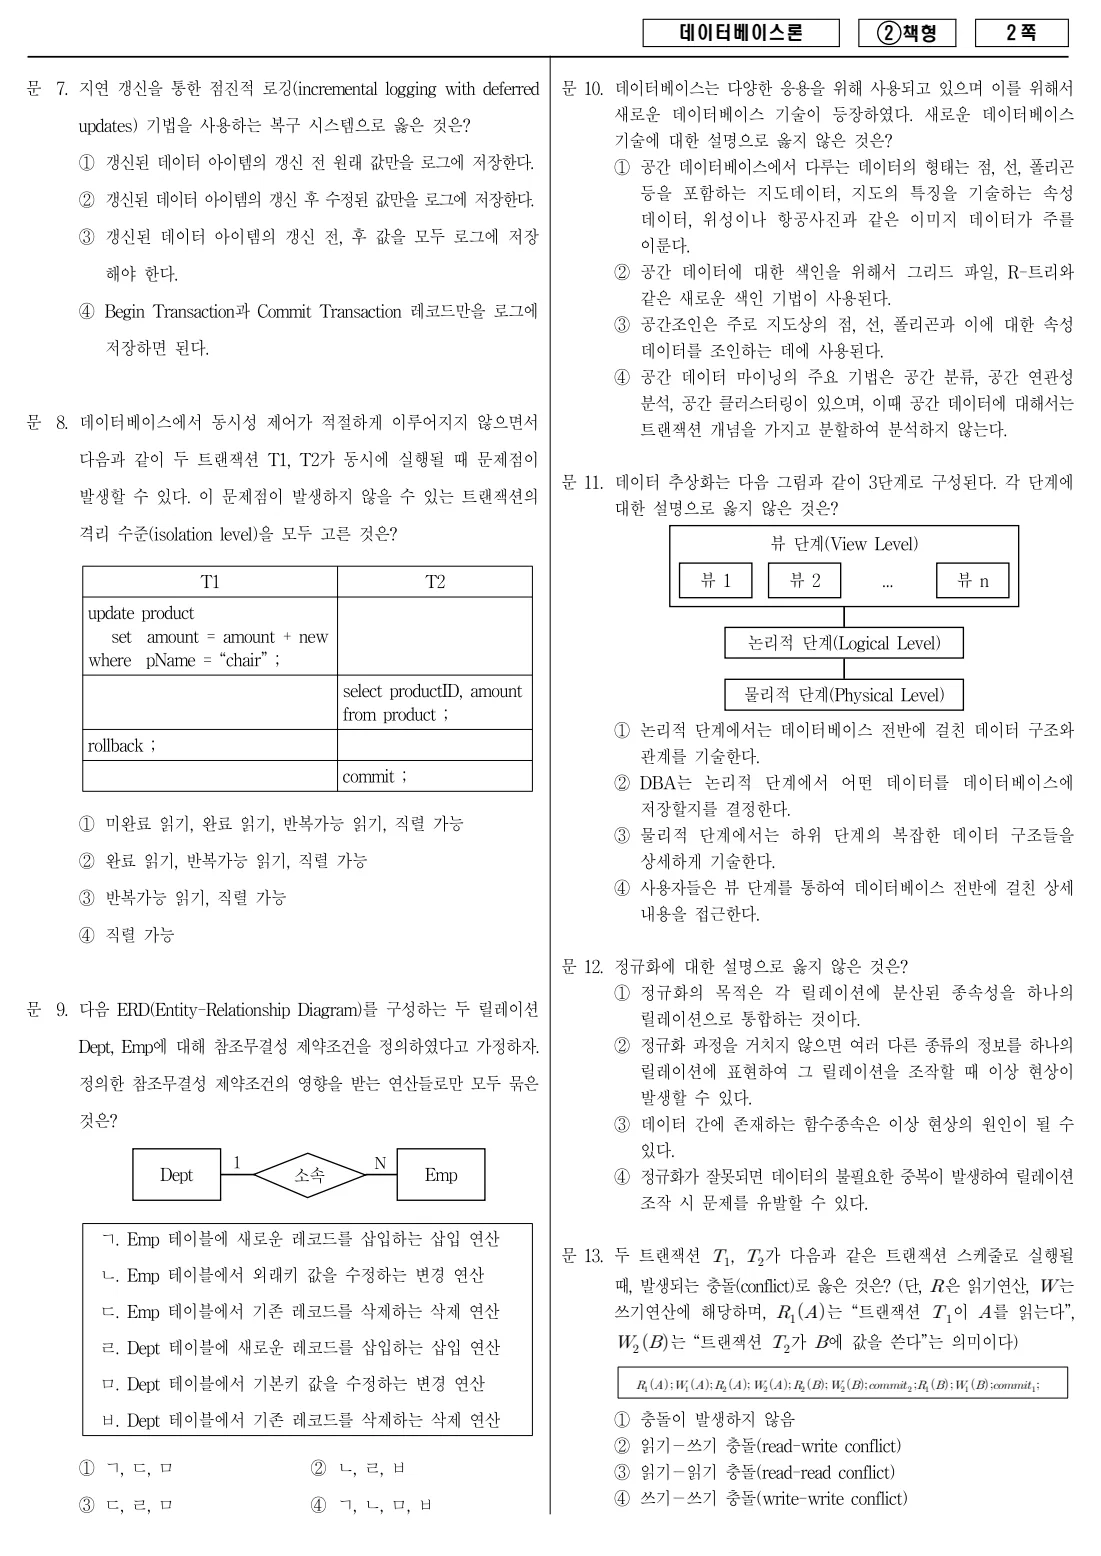 데이터베이스론
②책형
2 쪽
문 7. 지연 갱신을 통한 점진적 로깅(incremental logging with deferred
updates) 기법을 사용하는 복구 시스템으로 옳은 것은?
① 갱신된 데이터 아이템의 갱신 전 원래 값만을 로그에 저장한다.
② 갱신된 데이터 아이템의 갱신 후 수정된 값만을 로그에 저장한다.
③ 갱신된 데이터 아이템의 갱신 전, 후 값을 모두 로그에 저장
해야 한다.
④ Begin Transaction과 Commit Transaction 레코드만을 로그에
저장하면 된다.
문 8. 데이터베이스에서 동시성 제어가 적절하게 이루어지지 않으면서
다음과 같이 두 트랜잭션 T1, T2가 동시에 실행될 때 문제점이
발생할 수 있다. 이 문제점이 발생하지 않을 수 있는 트랜잭션의
격리 수준(isolation level)을 모두 고른 것은?
T1 T2
update product
set amount = amount + new
where pName = “chair” ;
select productID, amount
from product ;
rollback ;
commit ;
① 미완료 읽기, 완료 읽기, 반복가능 읽기, 직렬 가능
② 완료 읽기, 반복가능 읽기, 직렬 가능
③ 반복가능 읽기, 직렬 가능
④ 직렬 가능
문 9. 다음 ERD(Entity-Relationship Diagram)를 구성하는 두 릴레이션
Dept, Emp에 대해 참조무결성 제약조건을 정의하였다고 가정하자.
정의한 참조무결성 제약조건의 영향을 받는 연산들로만 모두 묶은
것은?
Dept 1 소속 N Emp
ㄱ. Emp 테이블에 새로운 레코드를 삽입하는 삽입 연산
ㄴ. Emp 테이블에서 외래키 값을 수정하는 변경 연산
ㄷ. Emp 테이블에서 기존 레코드를 삭제하는 삭제 연산
ㄹ. Dept 테이블에 새로운 레코드를 삽입하는 삽입 연산
ㅁ. Dept 테이블에서 기본키 값을 수정하는 변경 연산
ㅂ. Dept 테이블에서 기존 레코드를 삭제하는 삭제 연산
① ㄱ, ㄷ, ㅁ ② ㄴ, ㄹ, ㅂ
③ ㄷ, ㄹ, ㅁ ④ ㄱ, ㄴ, ㅁ, ㅂ
문 10. 데이터베이스는 다양한 응용을 위해 사용되고 있으며 이를 위해서
새로운 데이터베이스 기술이 등장하였다. 새로운 데이터베이스
기술에 대한 설명으로 옳지 않은 것은?
① 공간 데이터베이스에서 다루는 데이터의 형태는 점, 선, 폴리곤
등을 포함하는 지도데이터, 지도의 특징을 기술하는 속성
데이터, 위성이나 항공사진과 같은 이미지 데이터가 주를
이룬다.
② 공간 데이터에 대한 색인을 위해서 그리드 파일, R-트리와
같은 새로운 색인 기법이 사용된다.
③ 공간조인은 주로 지도상의 점, 선, 폴리곤과 이에 대한 속성
데이터를 조인하는 데에 사용된다.
④ 공간 데이터 마이닝의 주요 기법은 공간 분류, 공간 연관성
분석, 공간 클러스터링이 있으며, 이때 공간 데이터에 대해서는
트랜잭션 개념을 가지고 분할하여 분석하지 않는다.
문 11. 데이터 추상화는 다음 그림과 같이 3단계로 구성된다. 각 단계에
대한 설명으로 옳지 않은 것은?
뷰 단계(View Level)
뷰 1 뷰 2 ... 뷰 n
논리적 단계(Logical Level)
물리적 단계(Physical Level)
① 논리적 단계에서는 데이터베이스 전반에 걸친 데이터 구조와
관계를 기술한다.
② DBA는 논리적 단계에서 어떤 데이터를 데이터베이스에
저장할지를 결정한다.
③ 물리적 단계에서는 하위 단계의 복잡한 데이터 구조들을
상세하게 기술한다.
④ 사용자들은 뷰 단계를 통하여 데이터베이스 전반에 걸친 상세
내용을 접근한다.
문 12. 정규화에 대한 설명으로 옳지 않은 것은?
① 정규화의 목적은 각 릴레이션에 분산된 종속성을 하나의
릴레이션으로 통합하는 것이다.
② 정규화 과정을 거치지 않으면 여러 다른 종류의 정보를 하나의
릴레이션에 표현하여 그 릴레이션을 조작할 때 이상 현상이
발생할 수 있다.
③ 데이터 간에 존재하는 함수종속은 이상 현상의 원인이 될 수
있다.
④ 정규화가 잘못되면 데이터의 불필요한 중복이 발생하여 릴레이션
조작 시 문제를 유발할 수 있다.
문 13. 두 트랜잭션 T₁, T₂가 다음과 같은 트랜잭션 스케줄로 실행될
때, 발생되는 충돌(conflict)로 옳은 것은? (단, R은 읽기연산, W는
쓰기연산에 해당하며, R₁(A)는 “트랜잭션 T₁이 A를 읽는다”,
W₂(B)는 “트랜잭션 T₂가 B에 값을 쓴다”는 의미이다)
R₁(A); W₁(A); R₂(A); W₂(A); R₂(B); W₂(B); commit₂; R₁(B); W₁(B); commit₁;
① 충돌이 발생하지 않음
② 읽기－쓰기 충돌(read-write conflict)
③ 읽기－읽기 충돌(read-read conflict)
④ 쓰기－쓰기 충돌(write-write conflict)